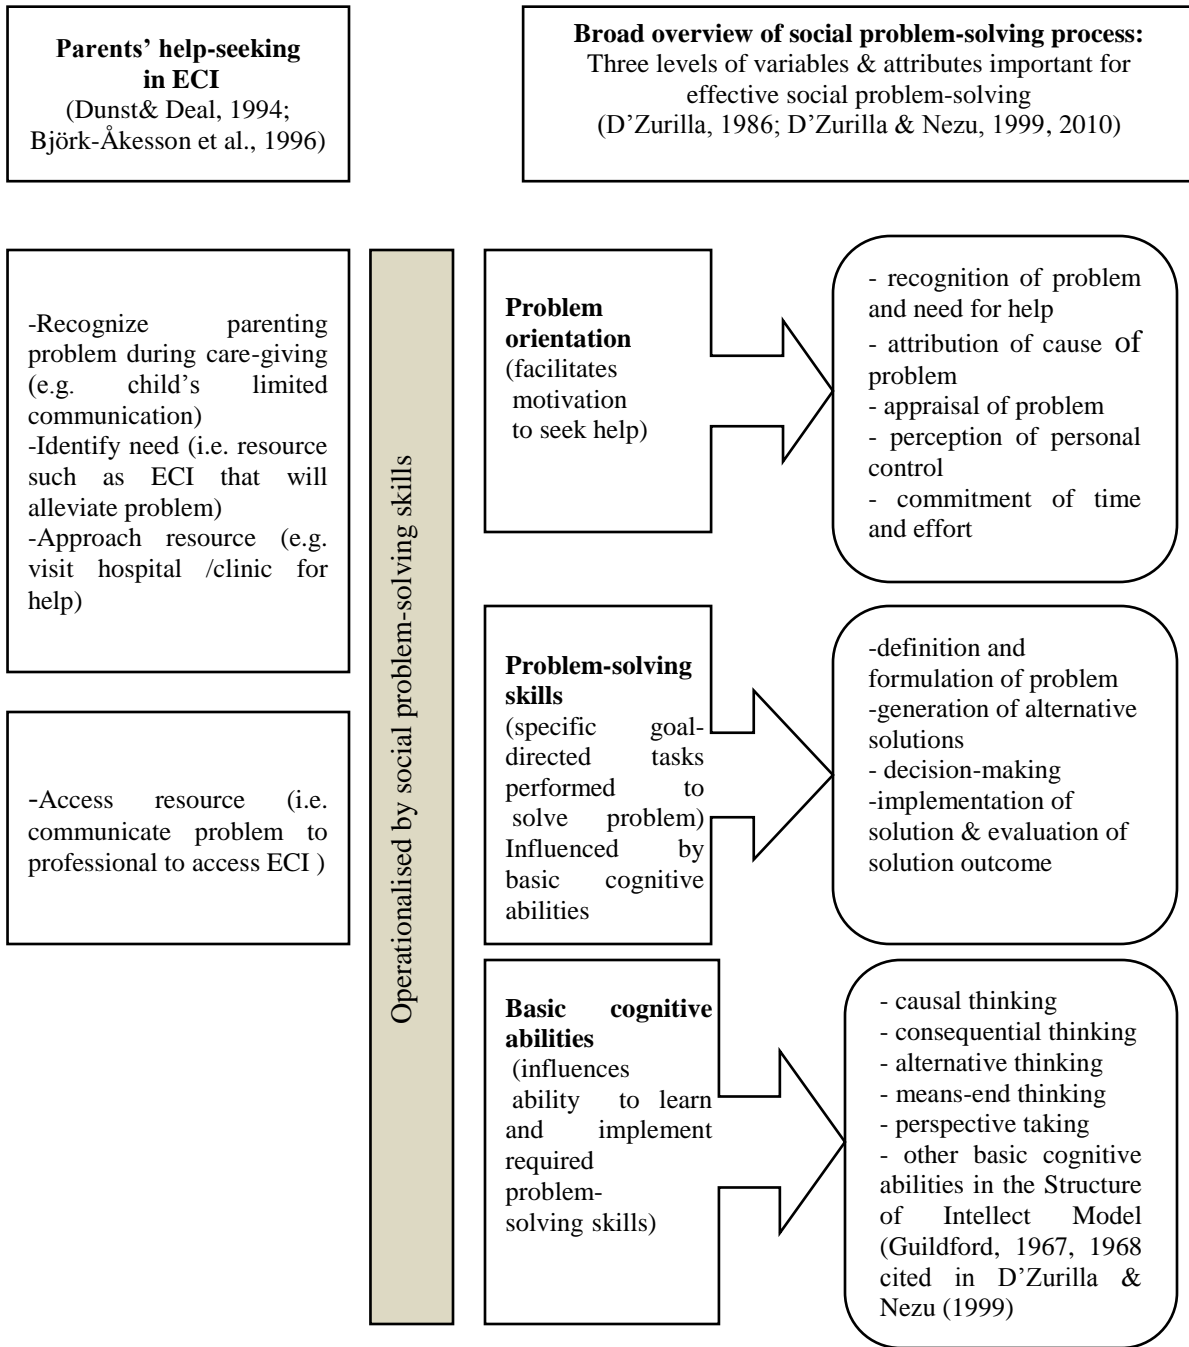 Parents’ help-seeking
in ECI
(Dunst& Deal, 1994;
Björk-Åkesson et al., 1996)
Broad overview of social problem-solving process:
Three levels of variables & attributes important for
effective social problem-solving
(D’Zurilla, 1986; D’Zurilla & Nezu, 1999, 2010)
-Recognize parenting
problem during care-giving
(e.g. child’s limited
communication)
-Identify need (i.e. resource
such as ECI that will
alleviate problem)
-Approach resource (e.g.
visit hospital /clinic for
help)
-Access resource (i.e.
communicate problem to
professional to access ECI )
Operationalised by social problem-solving skills
Problem
orientation
(facilitates
motivation
to seek help)
- recognition of problem
and need for help
- attribution of cause of
problem
- appraisal of problem
- perception of personal
control
- commitment of time
and effort
Problem-solving
skills
(specific goal-
directed tasks
performed to
solve problem)
Influenced by
basic cognitive
abilities
-definition and
formulation of problem
-generation of alternative
solutions
- decision-making
-implementation of
solution & evaluation of
solution outcome
Basic cognitive
abilities
(influences
ability to learn
and implement
required
problem-
solving skills)
- causal thinking
- consequential thinking
- alternative thinking
- means-end thinking
- perspective taking
- other basic cognitive
abilities in the Structure
of Intellect Model
(Guildford, 1967, 1968
cited in D’Zurilla &
Nezu (1999)